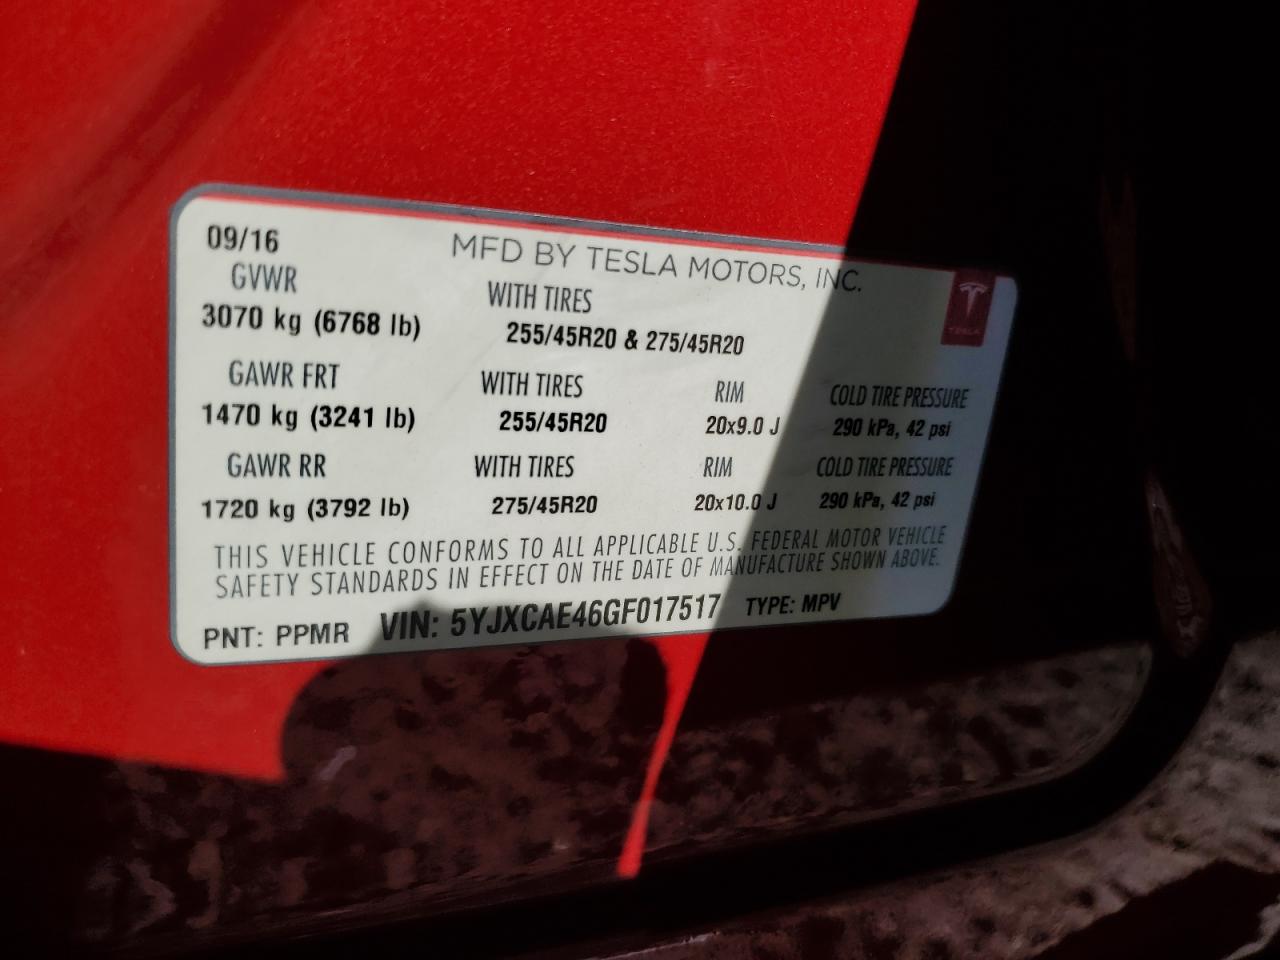 09/16 MFD BY TESLA MOTORS, INC.
GVWR WITH TIRES
3070 kg (6768 lb) 255/45R20 & 275/45R20
TESLA
GAWR FRT WITH TIRES RIM COLD TIRE PRESSURE
1470 kg (3241 lb) 255/45R20 20x9.0 J 290 kPa, 42 psi
GAWR RR WITH TIRES RIM COLD TIRE PRESSURE
1720 kg (3792 lb) 275/45R20 20x10.0 J 290 kPa, 42 psi
THIS VEHICLE CONFORMS TO ALL APPLICABLE U.S. FEDERAL MOTOR VEHICLE
SAFETY STANDARDS IN EFFECT ON THE DATE OF MANUFACTURE SHOWN ABOVE.
PNT: PPMR VIN: 5YJXCAE46GF017517 TYPE: MPV